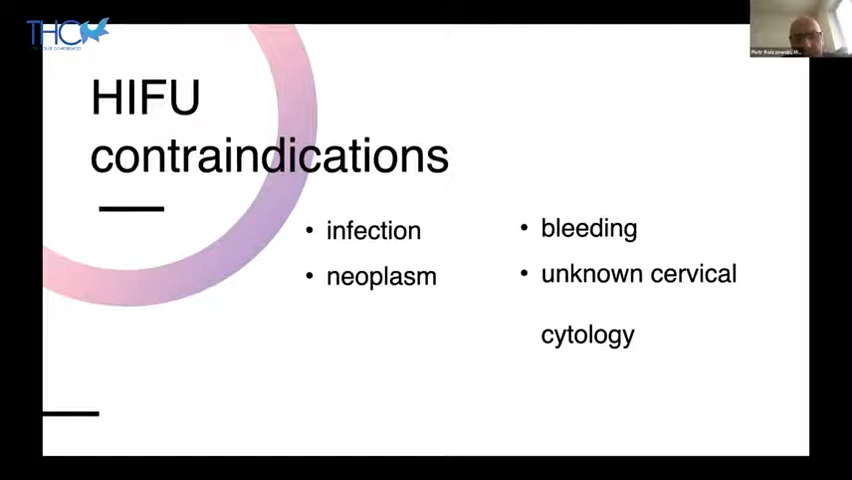 THC
HIFU
contraindications
• infection
• neoplasm
• bleeding
• unknown cervical
cytology